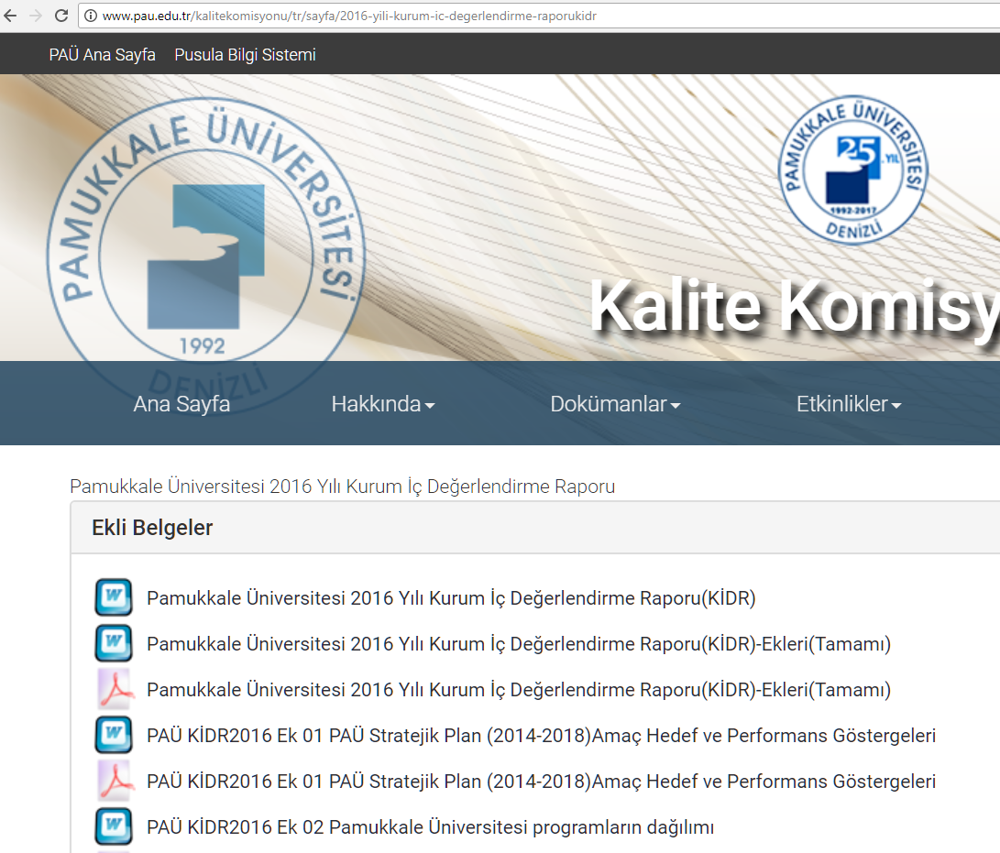 www.pau.edu.tr/kalitekomisyonu/tr/sayfa/2016-yili-kurum-ic-degerlendirme-raporukidr
PAÜ Ana Sayfa Pusula Bilgi Sistemi
PAMUKKALE ÜNİVERSİTESİ
1992
DENİZLİ
PAMUKKALE ÜNİVERSİTESİ
25. YIL
1992-2017
DENİZLİ
Kalite Komisy
Ana Sayfa Hakkında Dokümanlar Etkinlikler
Pamukkale Üniversitesi 2016 Yılı Kurum İç Değerlendirme Raporu
Ekli Belgeler
Pamukkale Üniversitesi 2016 Yılı Kurum İç Değerlendirme Raporu(KİDR)
Pamukkale Üniversitesi 2016 Yılı Kurum İç Değerlendirme Raporu(KİDR)-Ekleri(Tamamı)
Pamukkale Üniversitesi 2016 Yılı Kurum İç Değerlendirme Raporu(KİDR)-Ekleri(Tamamı)
PAÜ KİDR2016 Ek 01 PAÜ Stratejik Plan (2014-2018)Amaç Hedef ve Performans Göstergeleri
PAÜ KİDR2016 Ek 01 PAÜ Stratejik Plan (2014-2018)Amaç Hedef ve Performans Göstergeleri
PAÜ KİDR2016 Ek 02 Pamukkale Üniversitesi programların dağılımı